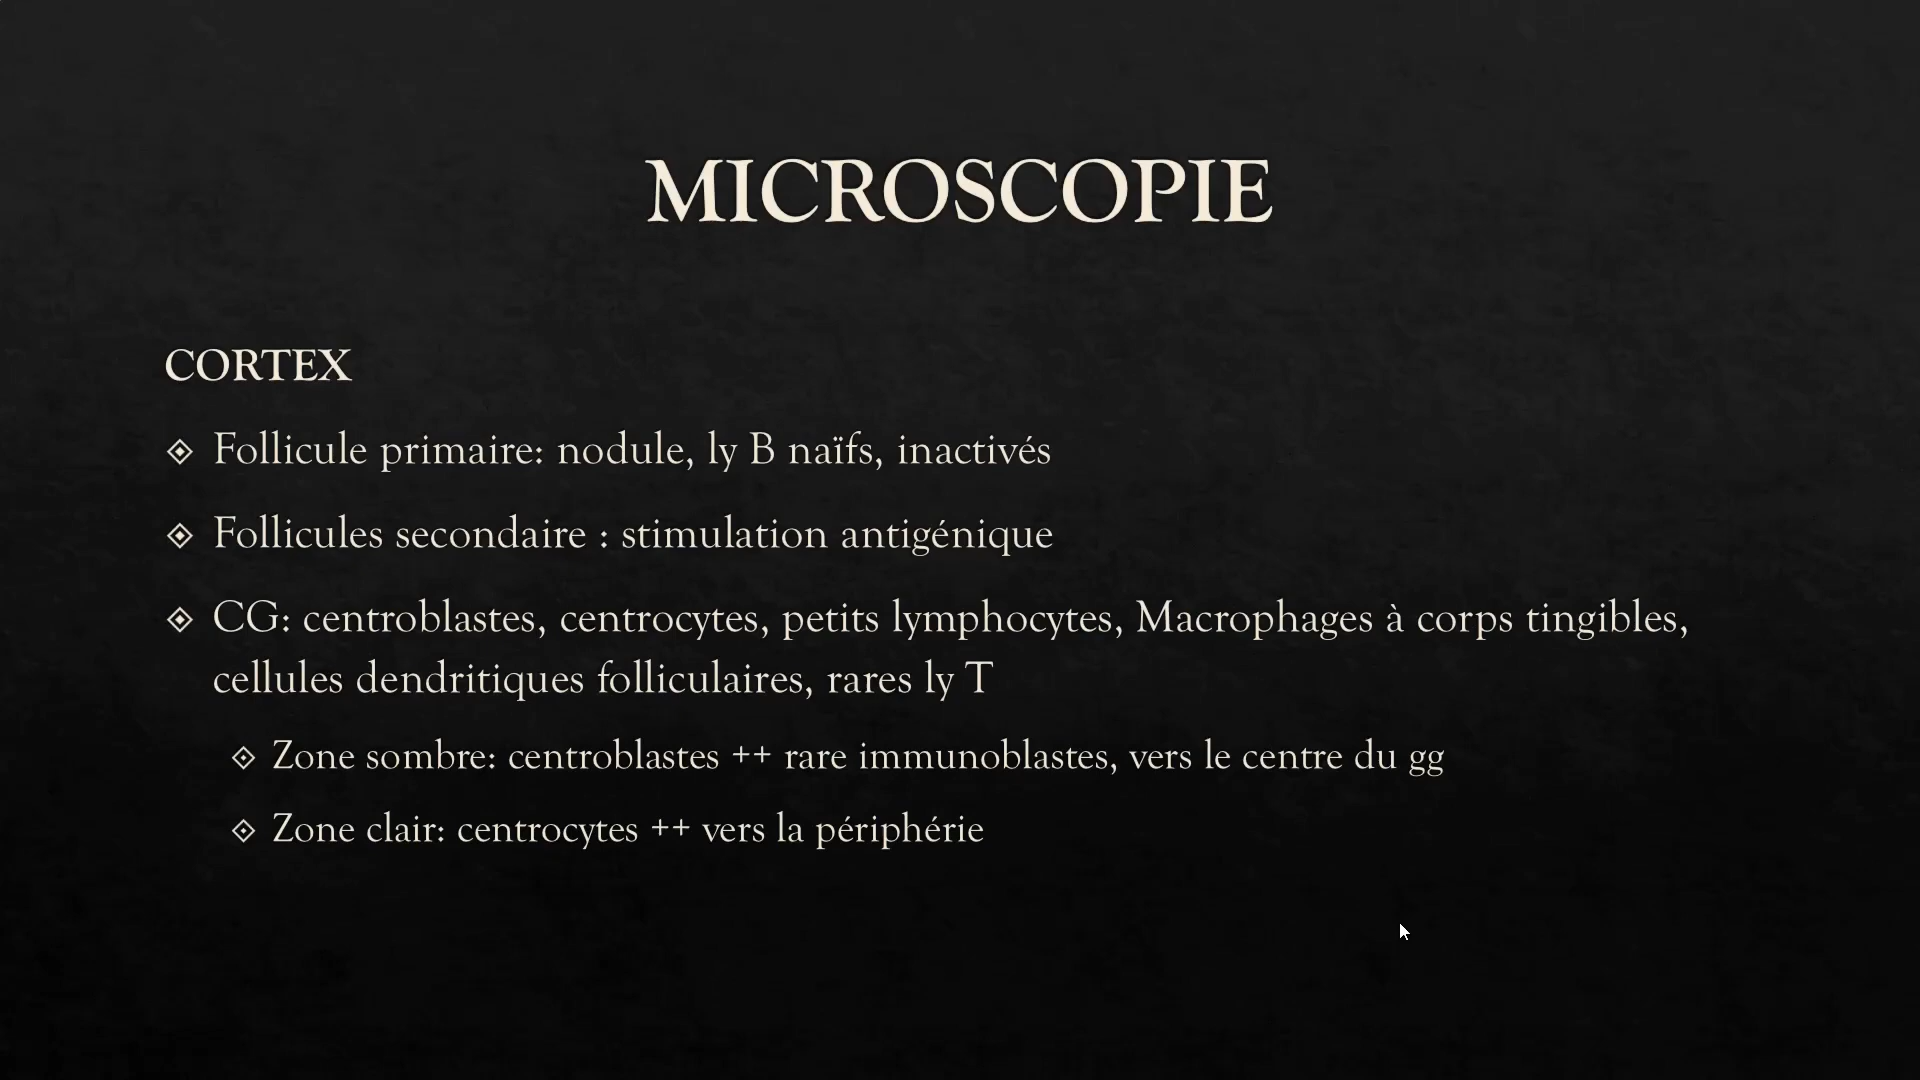 MICROSCOPIE
CORTEX
Follicule primaire: nodule, ly B naïfs, inactivés
Follicules secondaire : stimulation antigénique
CG: centroblastes, centrocytes, petits lymphocytes, Macrophages à corps tingibles,
cellules dendritiques folliculaires, rares ly T
Zone sombre: centroblastes ++ rare immunoblastes, vers le centre du gg
Zone clair: centrocytes ++ vers la périphérie